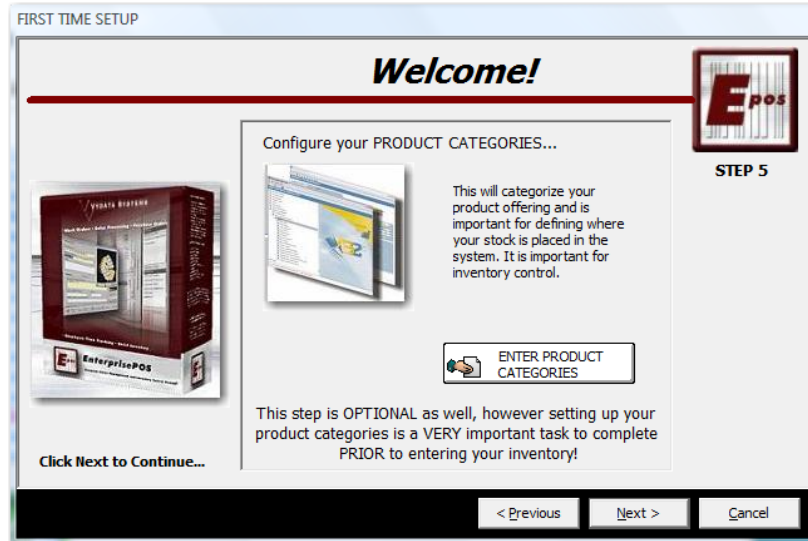 FIRST TIME SETUP
Welcome!
Epos
STEP 5
Configure your PRODUCT CATEGORIES...
This will categorize your
product offering and is
important for defining where
your stock is placed in the
system. It is important for
inventory control.
VYDATA SYSTEMS
EnterprisePOS
ENTER PRODUCT
CATEGORIES
This step is OPTIONAL as well, however setting up your
product categories is a VERY important task to complete
PRIOR to entering your inventory!
Click Next to Continue...
< Previous
Next >
Cancel